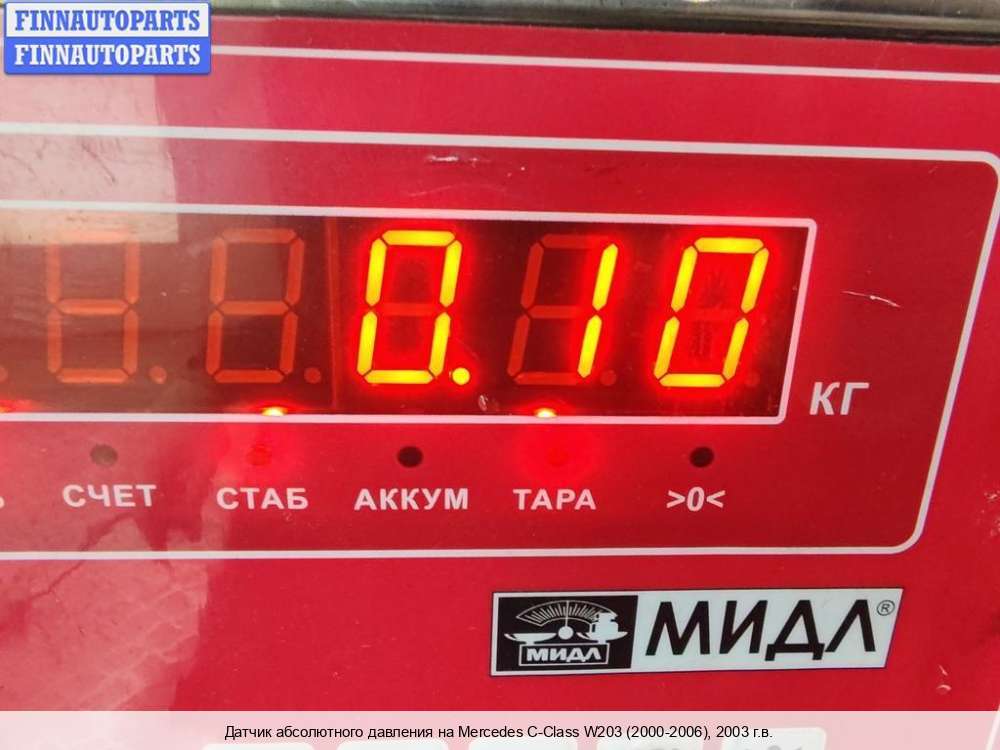 FINNAUTOPARTS
FINNAUTOPARTS
0.10
КГ
СЧЕТ СТАБ АККУМ ТАРА >0<
МИДЛ МИДЛ®
Датчик абсолютного давления на Mercedes C-Class W203 (2000-2006), 2003 г.в.